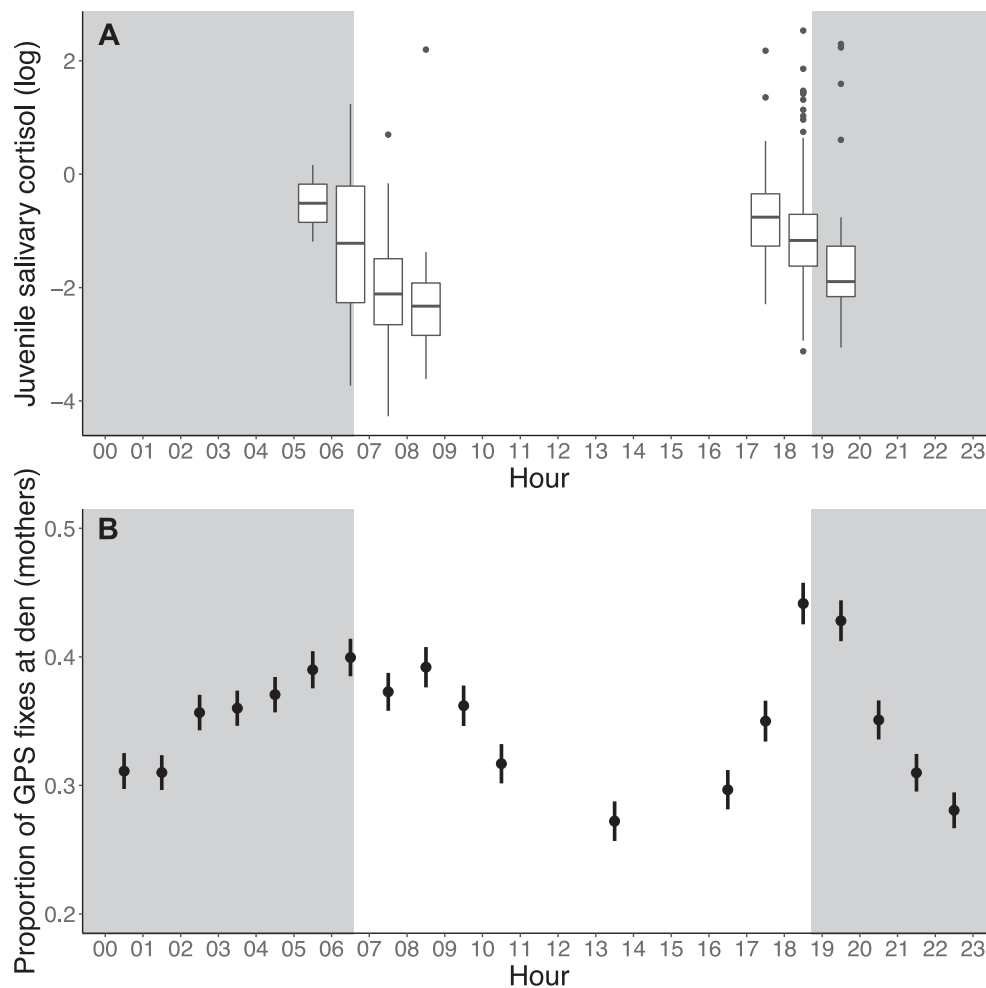 A
Juvenile salivary cortisol (log)
2
0
−2
−4
00 01 02 03 04 05 06 07 08 09 10 11 12 13 14 15 16 17 18 19 20 21 22 23
Hour
B
Proportion of GPS fixes at den (mothers)
0.5
0.4
0.3
0.2
00 01 02 03 04 05 06 07 08 09 10 11 12 13 14 15 16 17 18 19 20 21 22 23
Hour